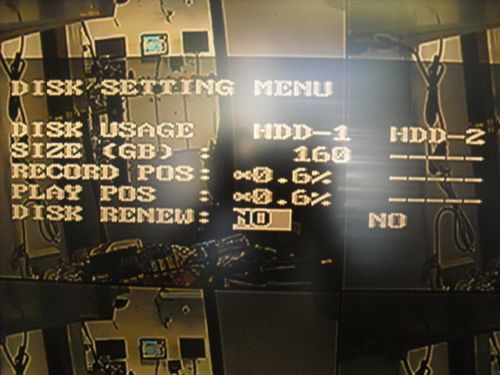 DISK SETTING MENU
DISK USAGE HDD-1 HDD-2
SIZE (GB) : 160 -----
RECORD POS: ∞0.6% -----
PLAY POS : ∞0.6% -----
DISK RENEW: NO NO